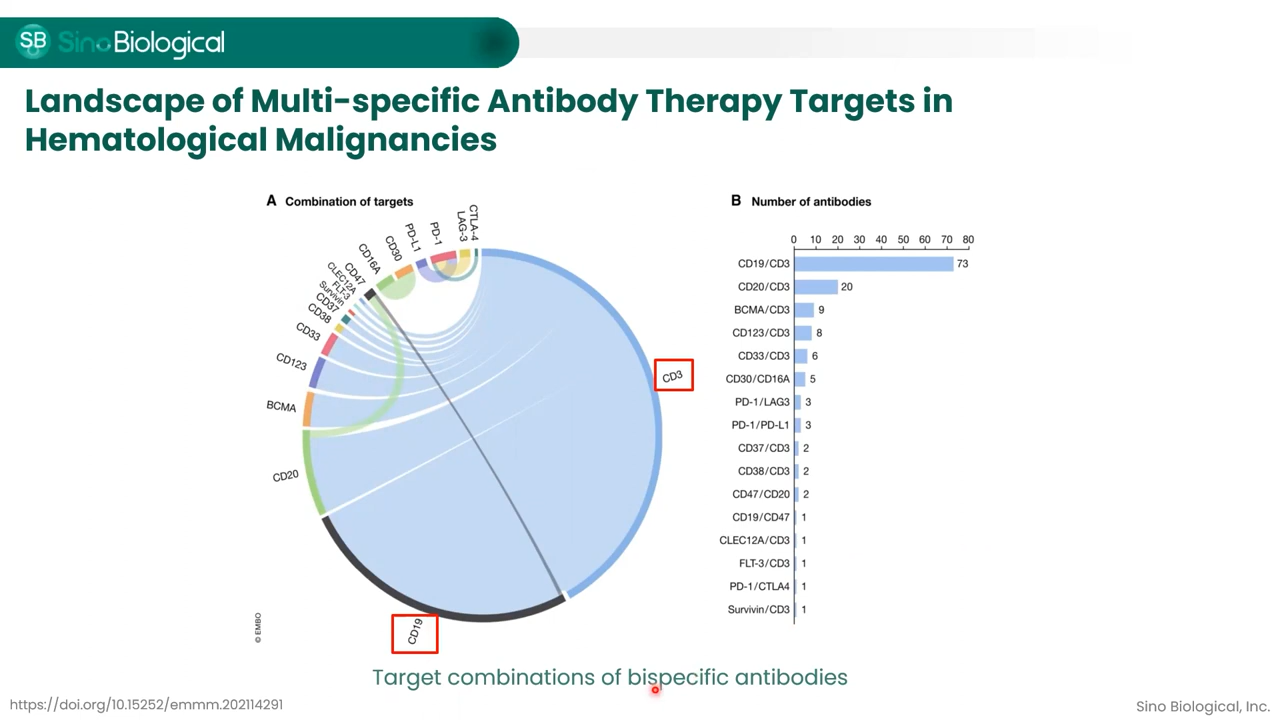 SB SinoBiological
Landscape of Multi-specific Antibody Therapy Targets in
Hematological Malignancies
A Combination of targets
CTLA-4
LAG-3
PD-1
PD-L1
CD30
CD16A
CD47
CLEC12A
FLT-3
Survivin
CD37
CD38
CD33
CD123
BCMA
CD20
CD19
CD3
© EMBO
B Number of antibodies
0 10 20 30 40 50 60 70 80
CD19/CD3 73
CD20/CD3 20
BCMA/CD3 9
CD123/CD3 8
CD33/CD3 6
CD30/CD16A 5
PD-1/LAG3 3
PD-1/PD-L1 3
CD37/CD3 2
CD38/CD3 2
CD47/CD20 2
CD19/CD47 1
CLEC12A/CD3 1
FLT-3/CD3 1
PD-1/CTLA4 1
Survivin/CD3 1
Target combinations of bispecific antibodies
https://doi.org/10.15252/emmm.202114291
Sino Biological, Inc.